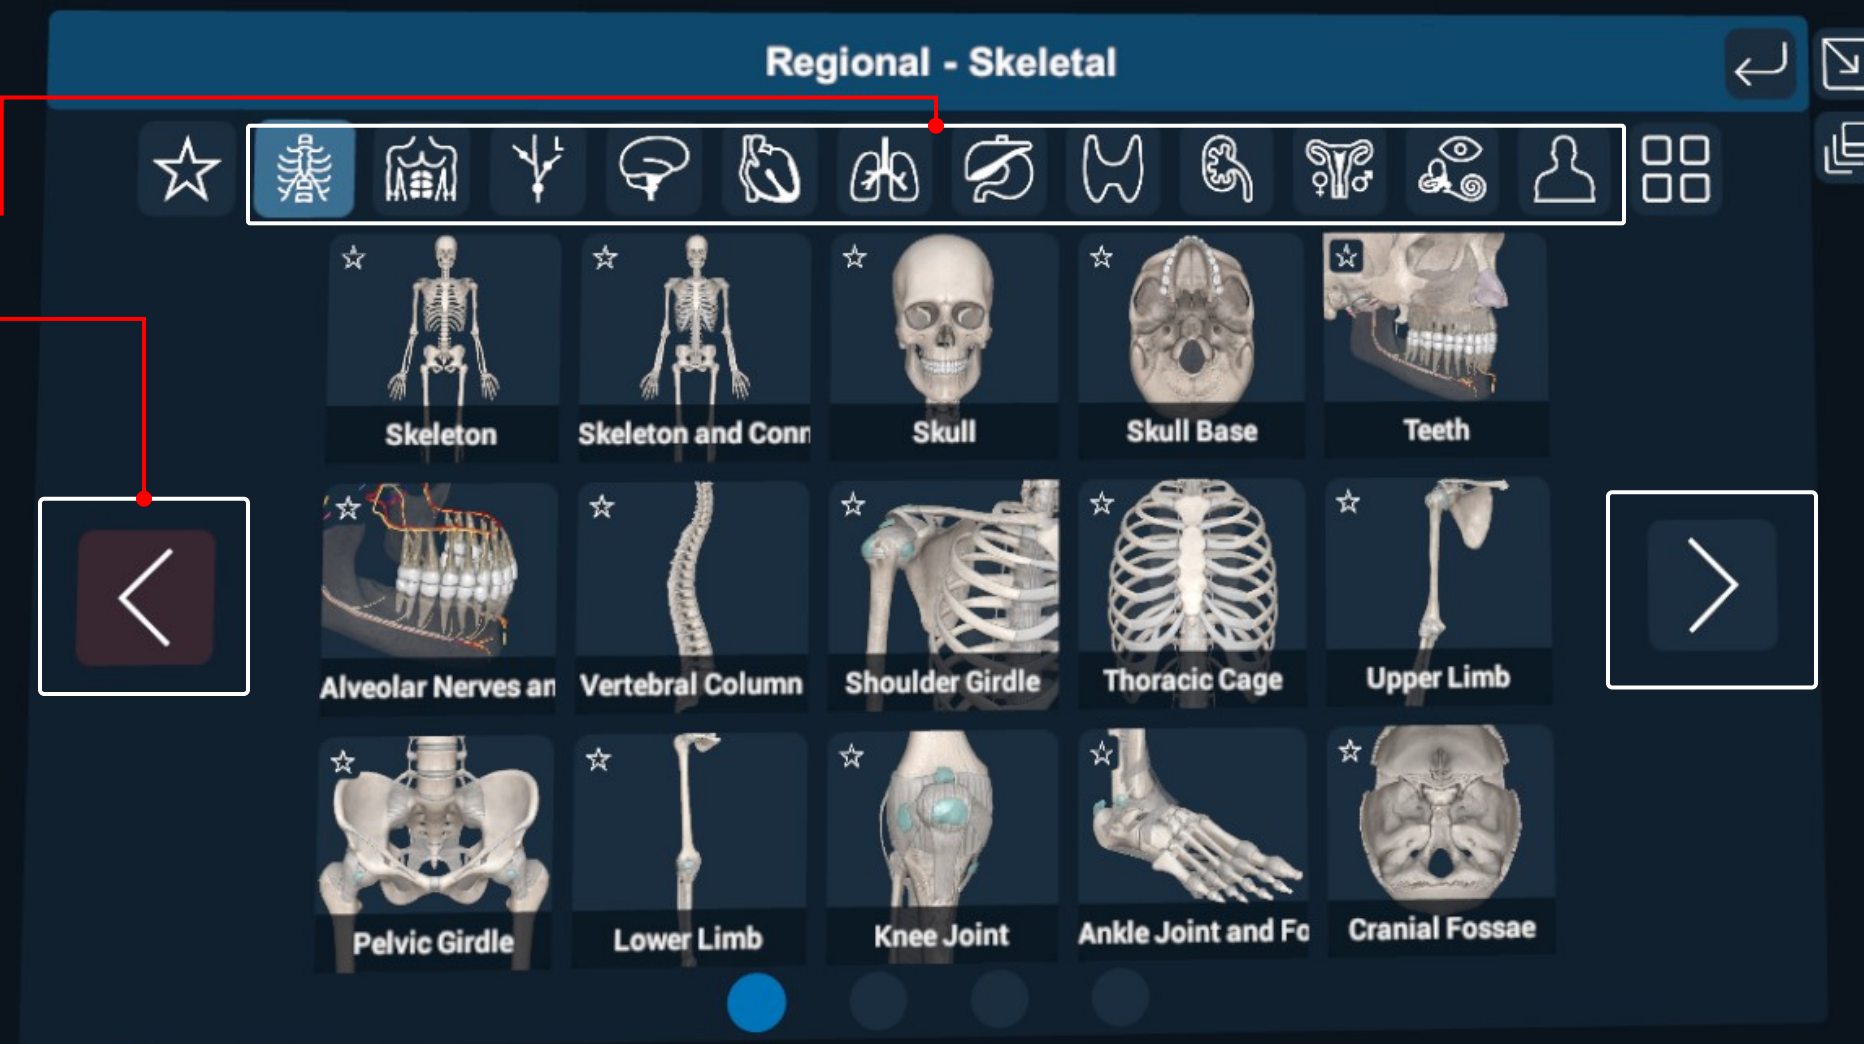 Regional - Skeletal
L
Skeleton
Skeleton and Conn
Skull
Skull Base
Teeth
Alveolar Nerves an
Vertebral Column
Shoulder Girdle
Thoracic Cage
Upper Limb
Pelvic Girdle
Lower Limb
Knee Joint
Ankle Joint and Fo
Cranial Fossae